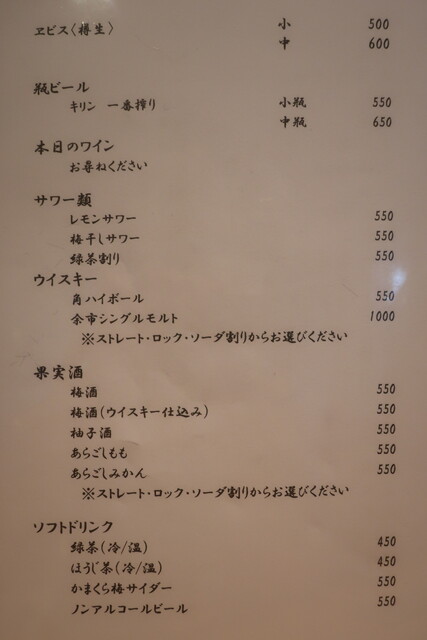 ヱビス〈樽生〉 小 500
中 600
瓶ビール
キリン 一番搾り 小瓶 550
中瓶 650
本日のワイン
お尋ねください
サワー類
レモンサワー 550
梅干しサワー 550
緑茶割り 550
ウイスキー
角ハイボール 550
余市シングルモルト 1000
※ストレート・ロック・ソーダ割りからお選びください
果実酒
梅酒 550
梅酒(ウイスキー仕込み) 550
柚子酒 550
あらごしもも 550
あらごしみかん 550
※ストレート・ロック・ソーダ割りからお選びください
ソフトドリンク
緑茶(冷/温) 450
ほうじ茶(冷/温) 450
かまくら梅サイダー 550
ノンアルコールビール 550